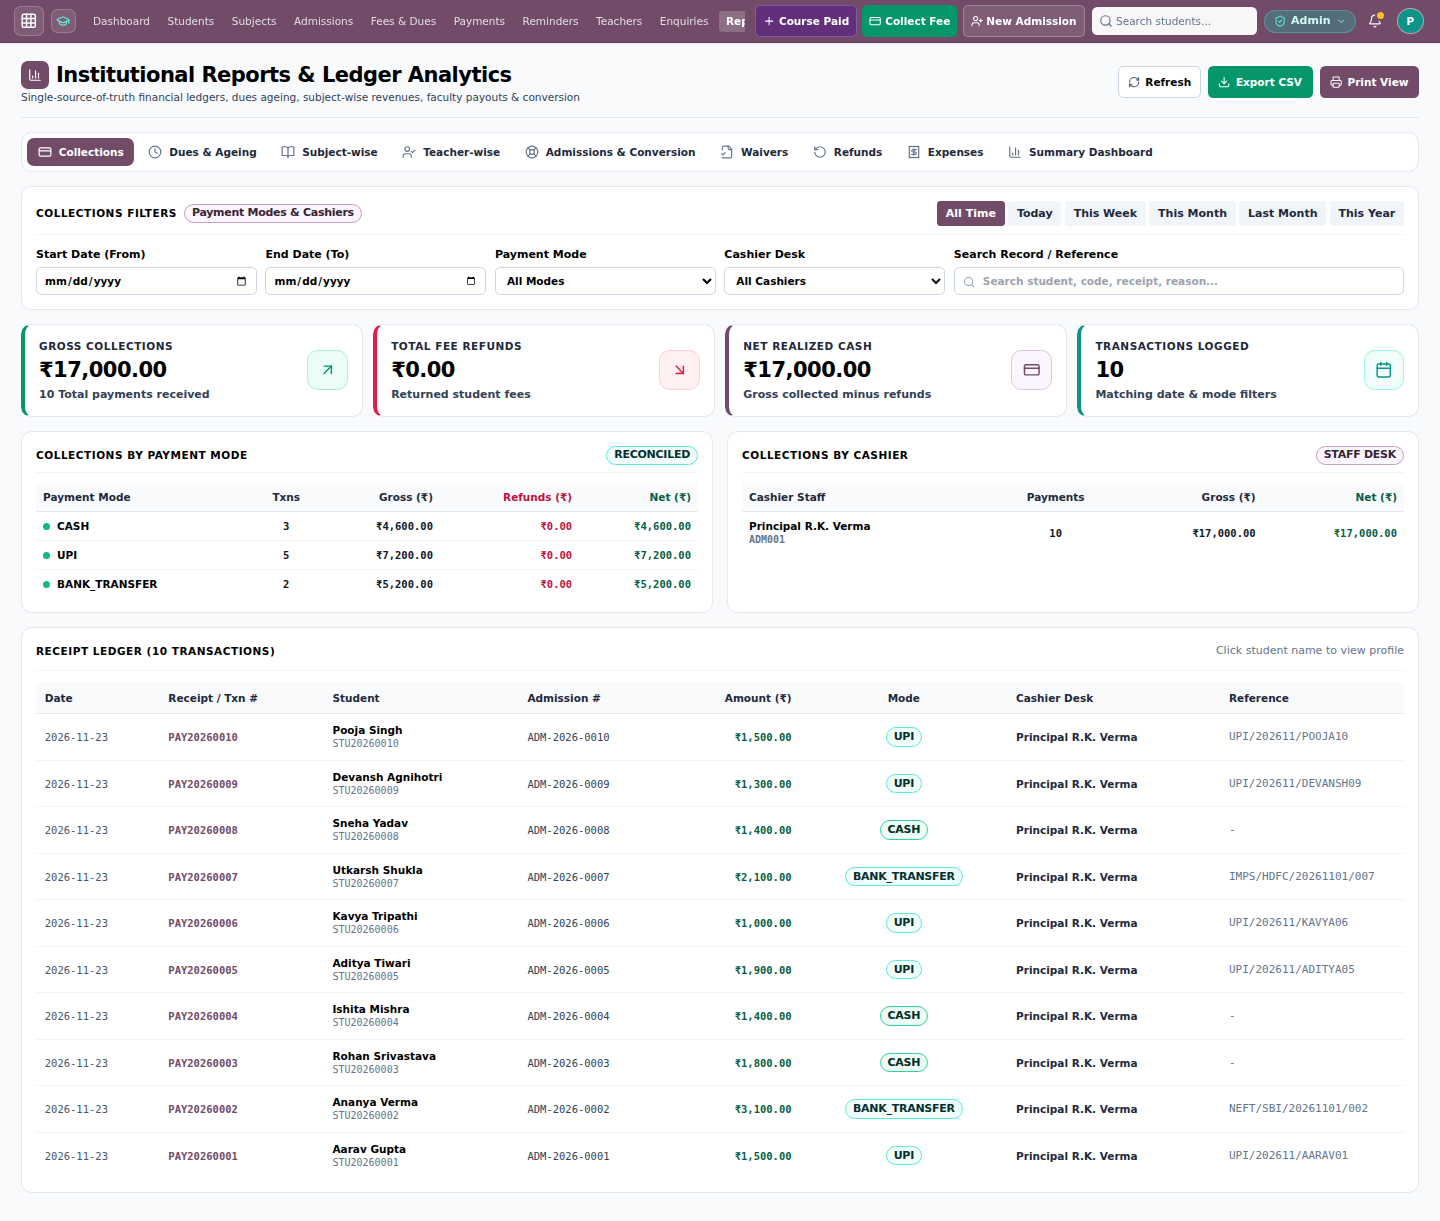 Dashboard Students Subjects Admissions Fees & Dues Payments Reminders Teachers Enquiries Rep Course Paid Collect Fee New Admission Search students... Admin P
Institutional Reports & Ledger Analytics
Single-source-of-truth financial ledgers, dues ageing, subject-wise revenues, faculty payouts & conversion
Refresh Export CSV Print View
Collections Dues & Ageing Subject-wise Teacher-wise Admissions & Conversion Waivers Refunds Expenses Summary Dashboard
COLLECTIONS FILTERS Payment Modes & Cashiers All Time Today This Week This Month Last Month This Year
Start Date (From) End Date (To) Payment Mode Cashier Desk Search Record / Reference
mm/dd/yyyy mm/dd/yyyy All Modes All Cashiers Search student, code, receipt, reason...
GROSS COLLECTIONS
₹17,000.00
10 Total payments received
TOTAL FEE REFUNDS
₹0.00
Returned student fees
NET REALIZED CASH
₹17,000.00
Gross collected minus refunds
TRANSACTIONS LOGGED
10
Matching date & mode filters
COLLECTIONS BY PAYMENT MODE RECONCILED
Payment Mode Txns Gross (₹) Refunds (₹) Net (₹)
CASH 3 ₹4,600.00 ₹0.00 ₹4,600.00
UPI 5 ₹7,200.00 ₹0.00 ₹7,200.00
BANK_TRANSFER 2 ₹5,200.00 ₹0.00 ₹5,200.00
COLLECTIONS BY CASHIER STAFF DESK
Cashier Staff Payments Gross (₹) Net (₹)
Principal R.K. Verma 10 ₹17,000.00 ₹17,000.00
ADM001
RECEIPT LEDGER (10 TRANSACTIONS) Click student name to view profile
Date Receipt / Txn # Student Admission # Amount (₹) Mode Cashier Desk Reference
2026-11-23 PAY20260010 Pooja Singh ADM-2026-0010 ₹1,500.00 UPI Principal R.K. Verma UPI/202611/POOJA10
STU20260010
2026-11-23 PAY20260009 Devansh Agnihotri ADM-2026-0009 ₹1,300.00 UPI Principal R.K. Verma UPI/202611/DEVANSH09
STU20260009
2026-11-23 PAY20260008 Sneha Yadav ADM-2026-0008 ₹1,400.00 CASH Principal R.K. Verma -
STU20260008
2026-11-23 PAY20260007 Utkarsh Shukla ADM-2026-0007 ₹2,100.00 BANK_TRANSFER Principal R.K. Verma IMPS/HDFC/20261101/007
STU20260007
2026-11-23 PAY20260006 Kavya Tripathi ADM-2026-0006 ₹1,000.00 UPI Principal R.K. Verma UPI/202611/KAVYA06
STU20260006
2026-11-23 PAY20260005 Aditya Tiwari ADM-2026-0005 ₹1,900.00 UPI Principal R.K. Verma UPI/202611/ADITYA05
STU20260005
2026-11-23 PAY20260004 Ishita Mishra ADM-2026-0004 ₹1,400.00 CASH Principal R.K. Verma -
STU20260004
2026-11-23 PAY20260003 Rohan Srivastava ADM-2026-0003 ₹1,800.00 CASH Principal R.K. Verma -
STU20260003
2026-11-23 PAY20260002 Ananya Verma ADM-2026-0002 ₹3,100.00 BANK_TRANSFER Principal R.K. Verma NEFT/SBI/20261101/002
STU20260002
2026-11-23 PAY20260001 Aarav Gupta ADM-2026-0001 ₹1,500.00 UPI Principal R.K. Verma UPI/202611/AARAV01
STU20260001